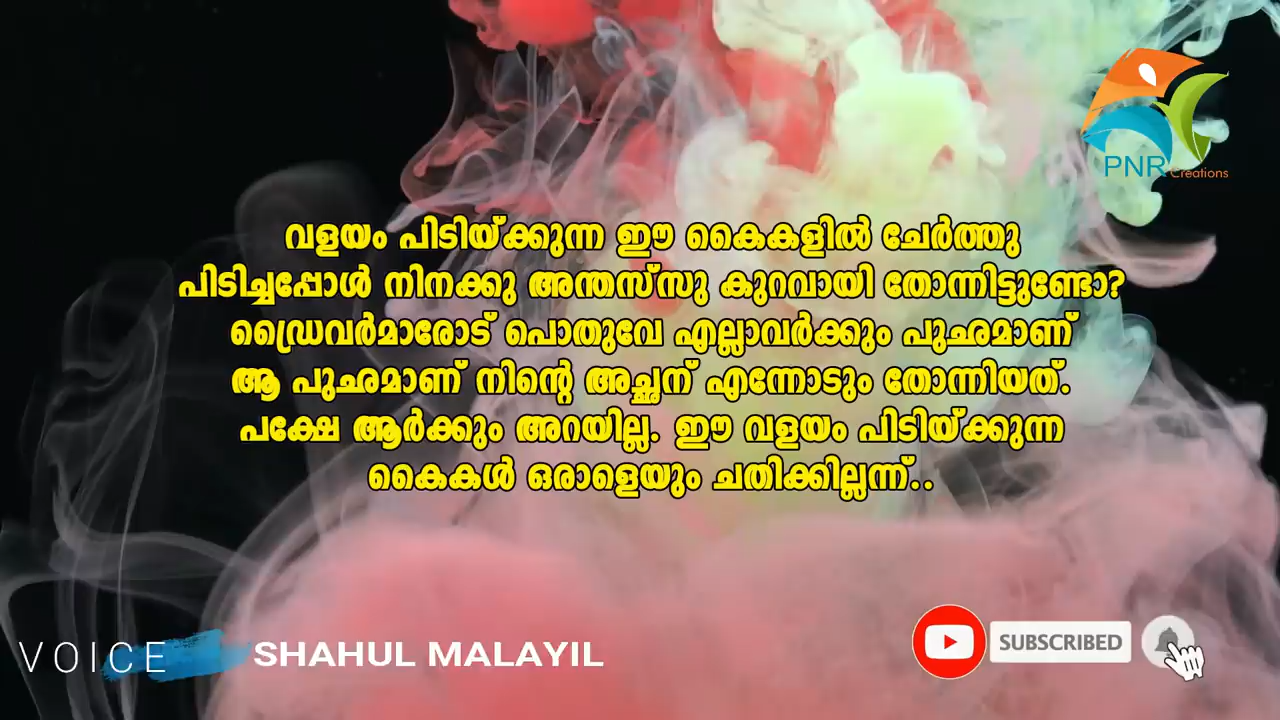 PNR Creations
വളയം പിടിയ്ക്കുന്ന ഈ കൈകളിൽ ചേർത്തു
പിടിച്ചപ്പോൾ നിനക്കു അന്തസ്സു കുറവായി തോന്നിട്ടുണ്ടോ?
ഡ്രൈവർമാരോട് പൊതുവേ എല്ലാവർക്കും പുഛമാണ്
ആ പുഛമാണ് നിന്റെ അച്ഛന് എന്നോടും തോന്നിയത്.
പക്ഷേ ആർക്കും അറയില്ല. ഈ വളയം പിടിയ്ക്കുന്ന
കൈകൾ ഒരാളെയും ചതിക്കില്ലന്ന്..
VOICE SHAHUL MALAYIL
SUBSCRIBED